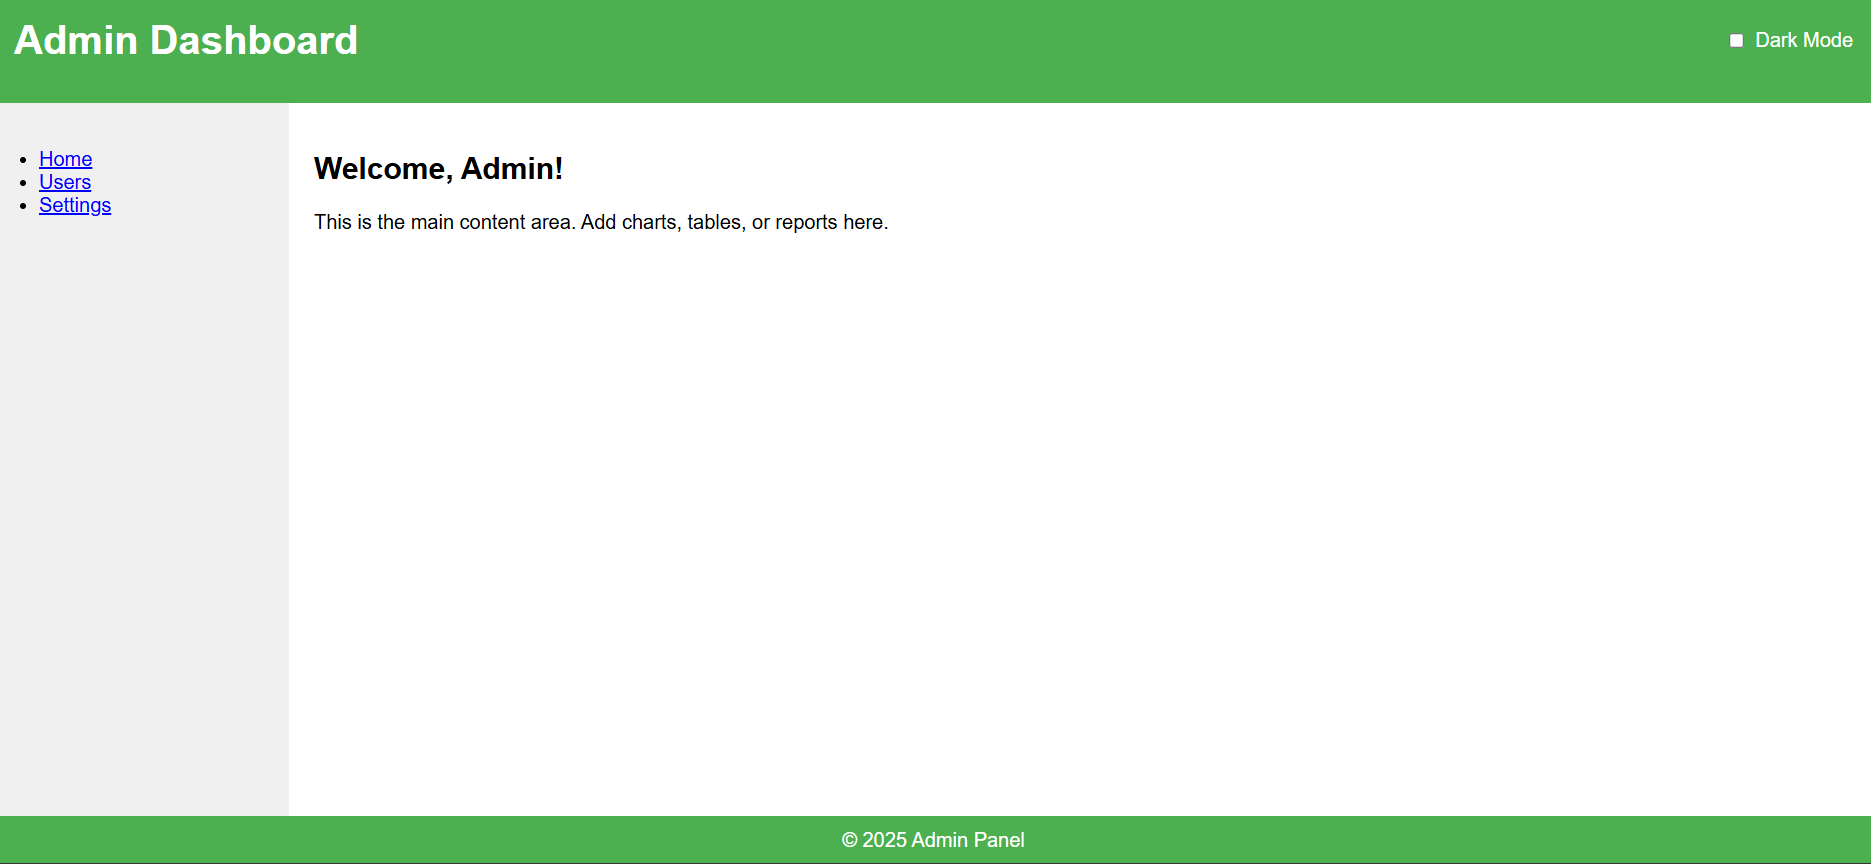 Admin Dashboard
Dark Mode
Home
Users
Settings
Welcome, Admin!
This is the main content area. Add charts, tables, or reports here.
© 2025 Admin Panel